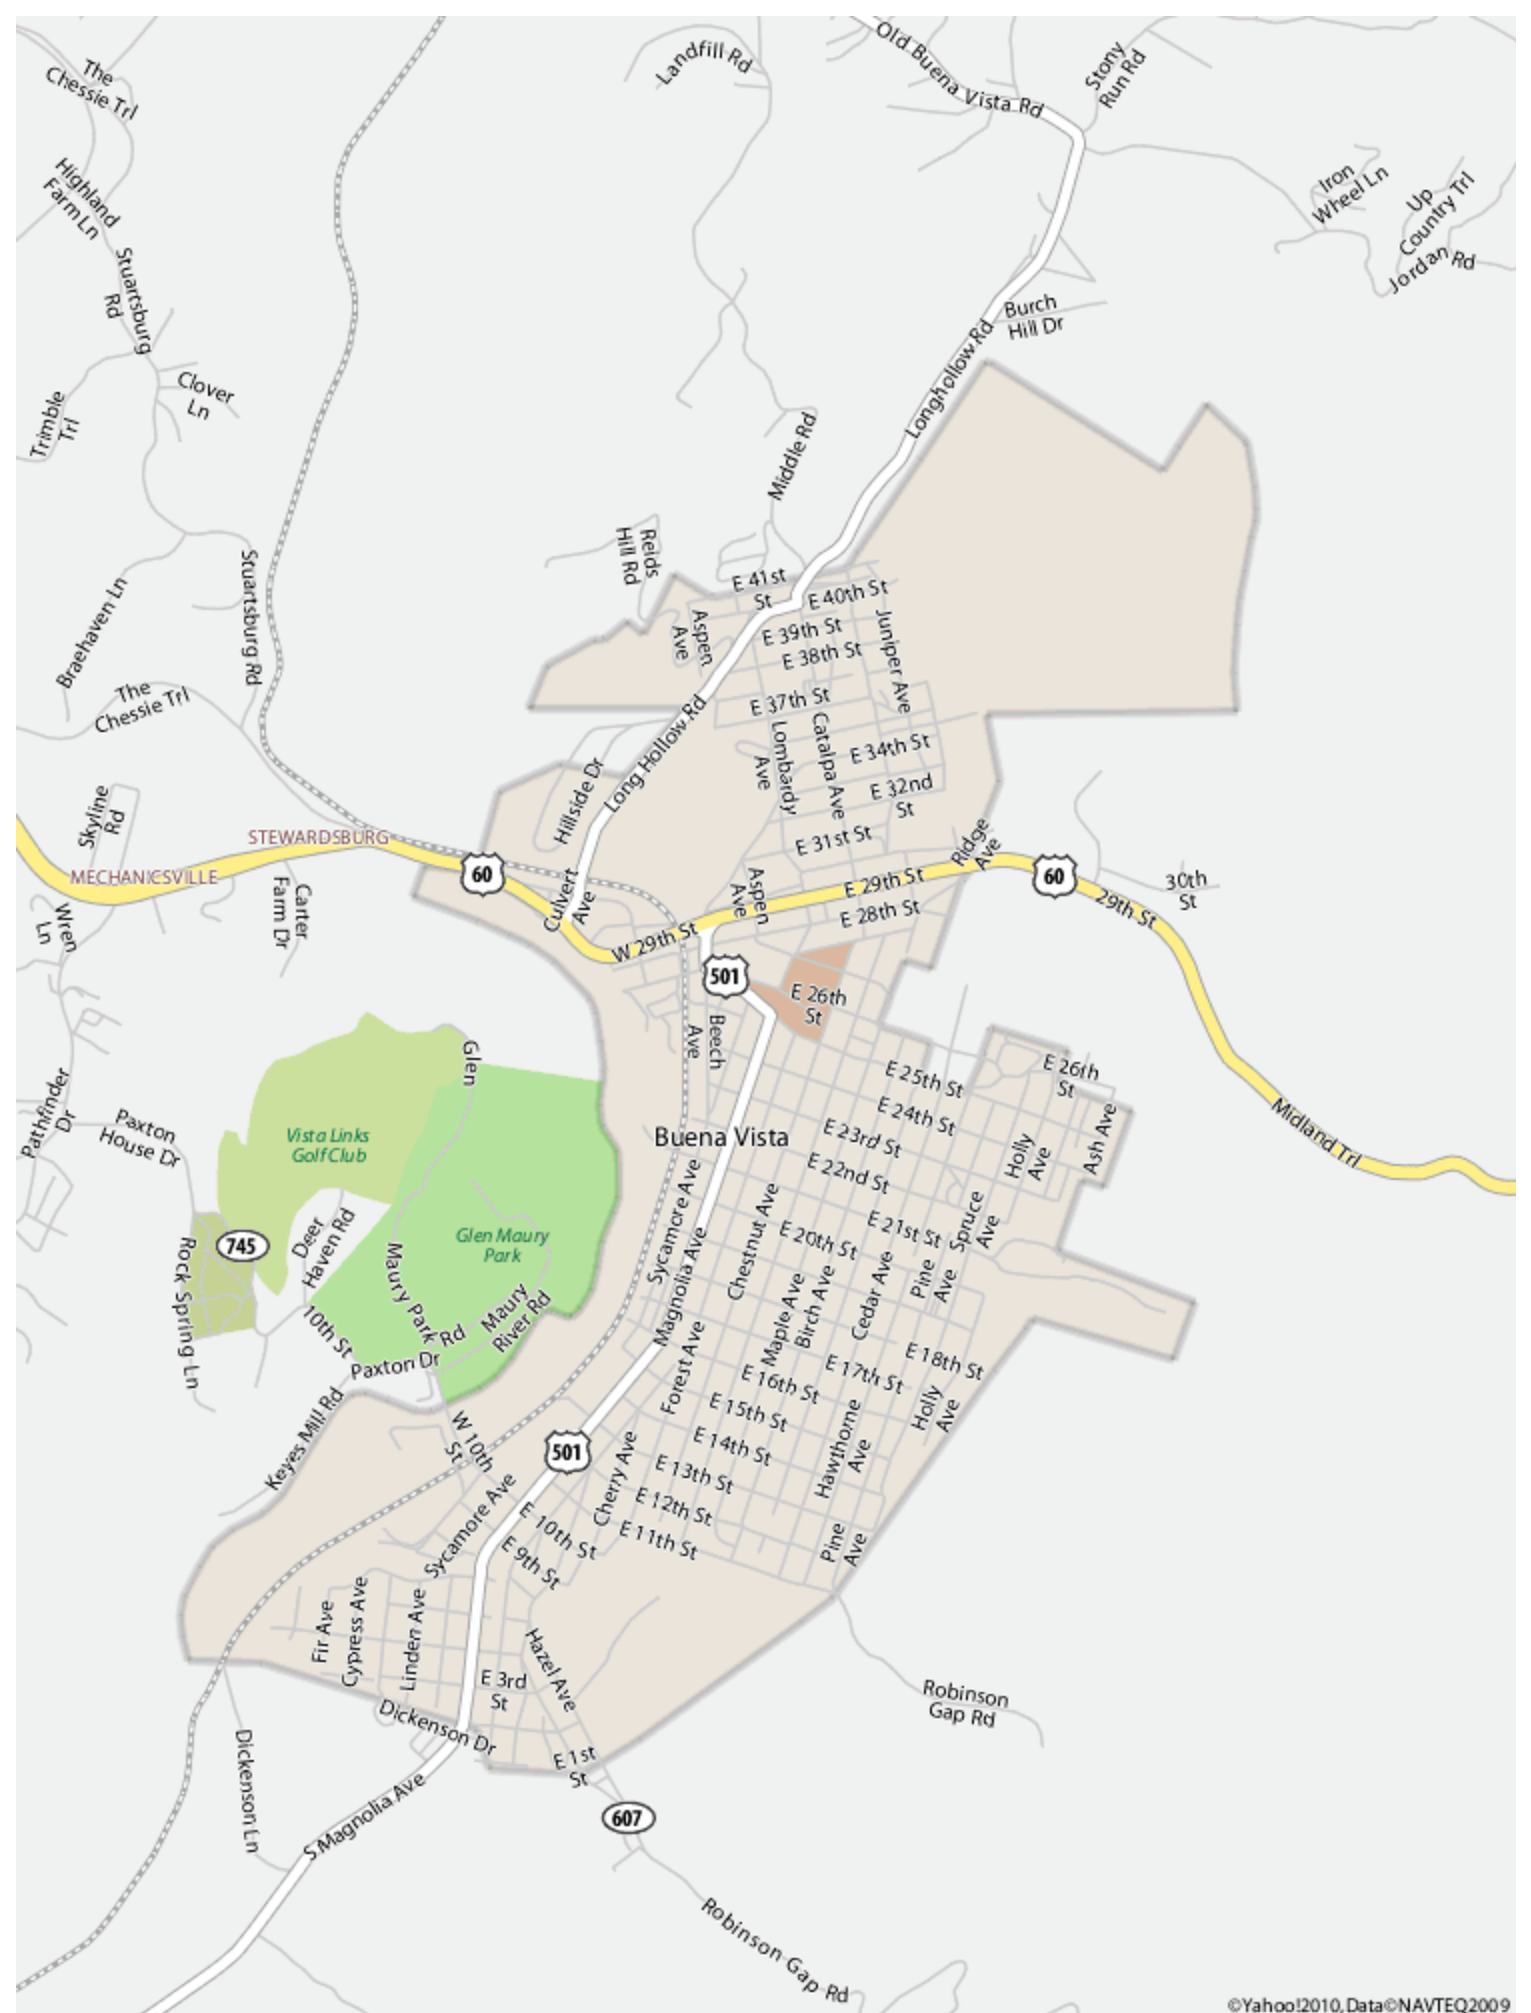 Old Buena Vista Rd
Stony
Run Rd
Landfill Rd
The
Chessie Trl
Iron
Wheel Ln
Up
Country Trl
Jordan Rd
Highland
Farm Ln
Stuartsburg
Rd
Burch
Hill Dr
Longhollow Rd
Clover
Ln
Trimble
Trl
Middle Rd
Reids
Hill Rd
Stuartsburg Rd
Braehaven Ln
E 41st
St
E 40th St
Aspen
Ave
E 39th St
Juniper Ave
E 38th St
The
Chessie Trl
E 37th St
Long Hollow Rd
Lombardy
Ave
Catalpa Ave
E 34th St
Hillside Dr
E 32nd
St
Skyline
Rd
STEWARDSBURG
E 31st St
Ridge
Ave
MECHANICSVILLE
60
60
E 29th St
30th
St
29th St
Culvert
Ave
Aspen
Ave
E 28th St
Carter
Farm Dr
Wren
Ln
W 29th St
501
E 26th
St
Beech
Ave
Glen
E 25th St
E 26th
St
Pathfinder
Dr
Paxton
House Dr
Vista Links
Golf Club
E 24th St
Ash Ave
Midland Trl
Buena Vista
E 23rd St
Holly
Ave
E 22nd St
Sycamore Ave
Chestnut Ave
Spruce
Ave
E 21st St
E 20th St
Deer
Haven Rd
745
Glen Maury
Park
Rock Spring Ln
Maury Park Rd
Maury
River Rd
Magnolia Ave
Maple Ave
Birch Ave
Cedar Ave
Pine
Ave
10th St
Paxton Dr
Forest Ave
E 18th St
E 17th St
E 16th St
Holly
Ave
E 15th St
Keyes Mill Rd
W 10th
St
501
Hawthorne
Ave
E 14th St
E 13th St
Cherry Ave
E 12th St
Sycamore Ave
E 10th St
E 11th St
Pine
Ave
E 9th St
Fir Ave
Cypress Ave
Linden Ave
Hazel Ave
E 3rd
St
Robinson
Gap Rd
Dickenson Dr
E 1st
St
Dickenson Ln
S Magnolia Ave
607
Robinson Gap Rd
©Yahoo!2010,Data©NAVTEQ2009